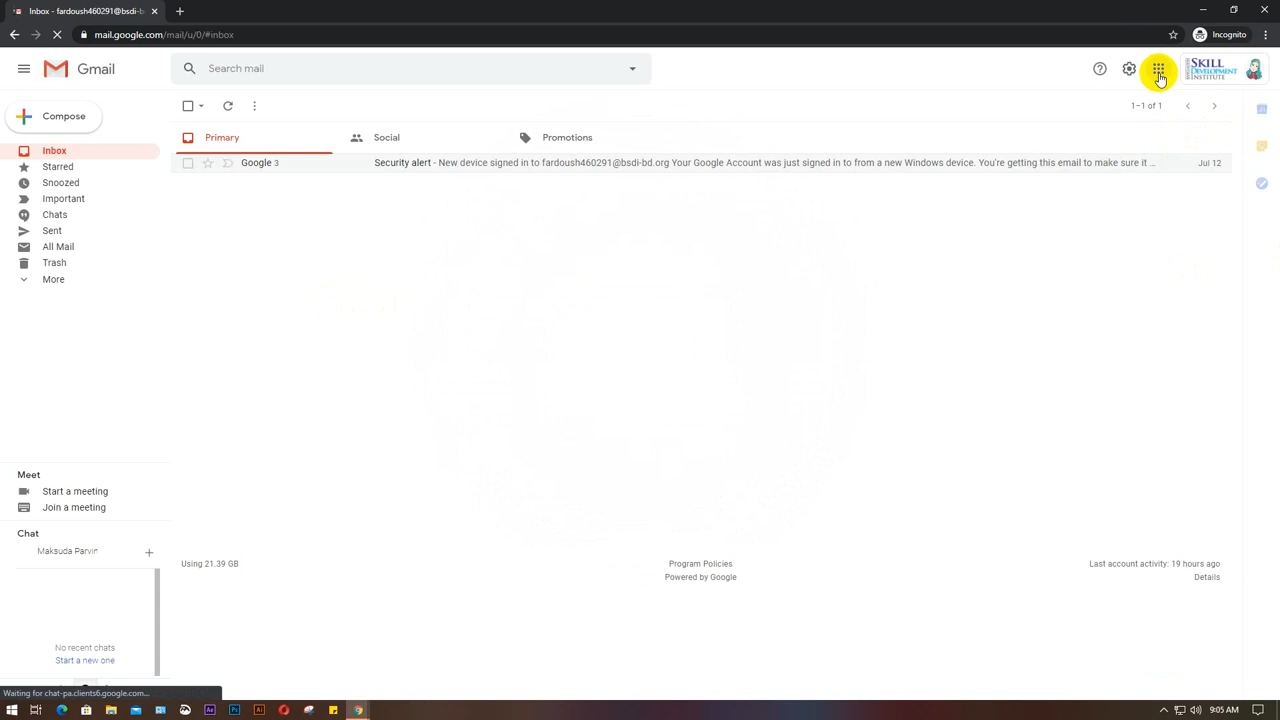 Inbox - fardoush460291@bsdi-b
mail.google.com/mail/u/0/#inbox
Incognito
Gmail
Search mail
SKILL
DEVELOPMENT
INSTITUTE
Compose
1–1 of 1
Inbox
Primary
Social
Promotions
Google 3
Security alert - New device signed in to fardoush460291@bsdi-bd.org Your Google Account was just signed in to from a new Windows device. You're getting this email to make sure it ...
Jul 12
Starred
Snoozed
Important
Chats
Sent
All Mail
Trash
More
Meet
Start a meeting
Join a meeting
Chat
Maksuda Parvin
No recent chats
Start a new one
Using 21.39 GB
Program Policies
Powered by Google
Last account activity: 19 hours ago
Details
Waiting for chat-pa.clients6.google.com...
9:05 AM